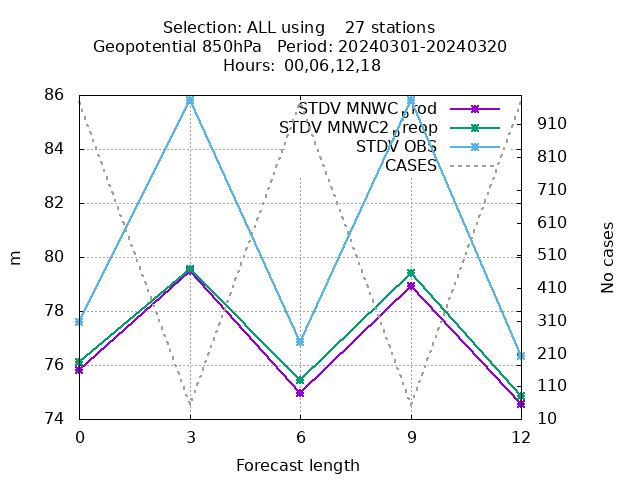 Selection: ALL using    27 stations
Geopotential 850hPa   Period: 20240301-20240320
Hours: 00,06,12,18
STDV MNWC_prod
STDV MNWC2_preop
STDV OBS
CASES
86
84
82
80
78
76
74
m
910
810
710
610
510
410
310
210
110
10
No cases
0 3 6 9 12
Forecast length